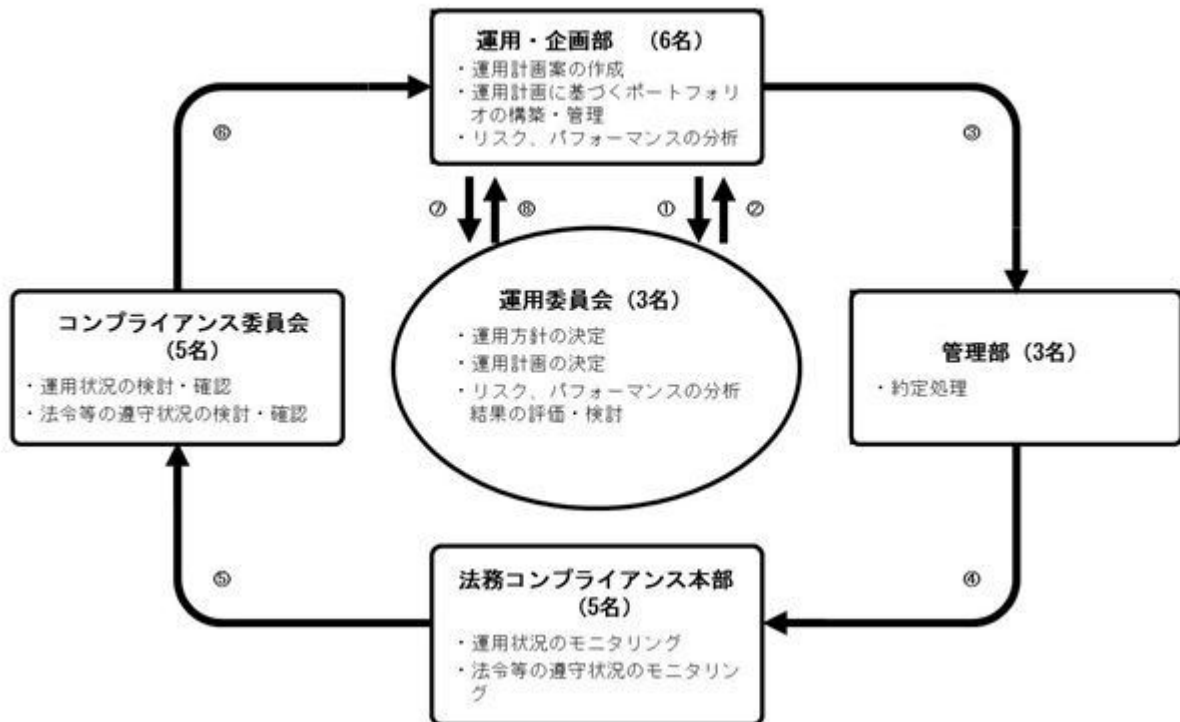 運用・企画部 （6名）
・運用計画案の作成
・運用計画に基づくポートフォリ
オの構築・管理
・リスク、パフォーマンスの分析
⑥
③
⑦
⑧
①
②
運用委員会（3名）
・運用方針の決定
・運用計画の決定
・リスク、パフォーマンスの分析
結果の評価・検討
コンプライアンス委員会
（5名）
・運用状況の検討・確認
・法令等の遵守状況の検討・確認
管理部（3名）
・約定処理
⑤
④
法務コンプライアンス本部
（5名）
・運用状況のモニタリング
・法令等の遵守状況のモニタリン
グ